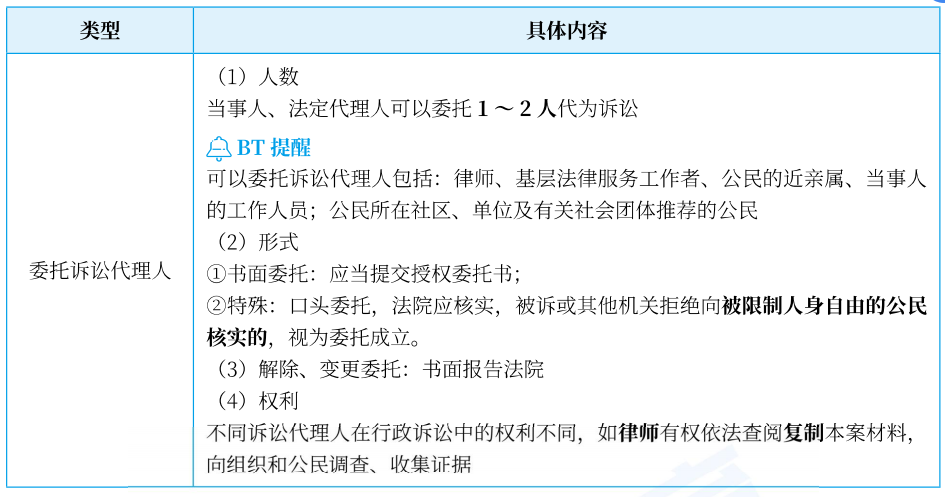 类型
具体内容
委托诉讼代理人
（1）人数
当事人、法定代理人可以委托 1 ～ 2 人代为诉讼
BT 提醒
可以委托诉讼代理人包括：律师、基层法律服务工作者、公民的近亲属、当事人
的工作人员；公民所在社区、单位及有关社会团体推荐的公民
（2）形式
①书面委托：应当提交授权委托书；
②特殊：口头委托，法院应核实，被诉或其他机关拒绝向被限制人身自由的公民
核实的，视为委托成立。
（3）解除、变更委托：书面报告法院
（4）权利
不同诉讼代理人在行政诉讼中的权利不同，如律师有权依法查阅复制本案材料，
向组织和公民调查、收集证据